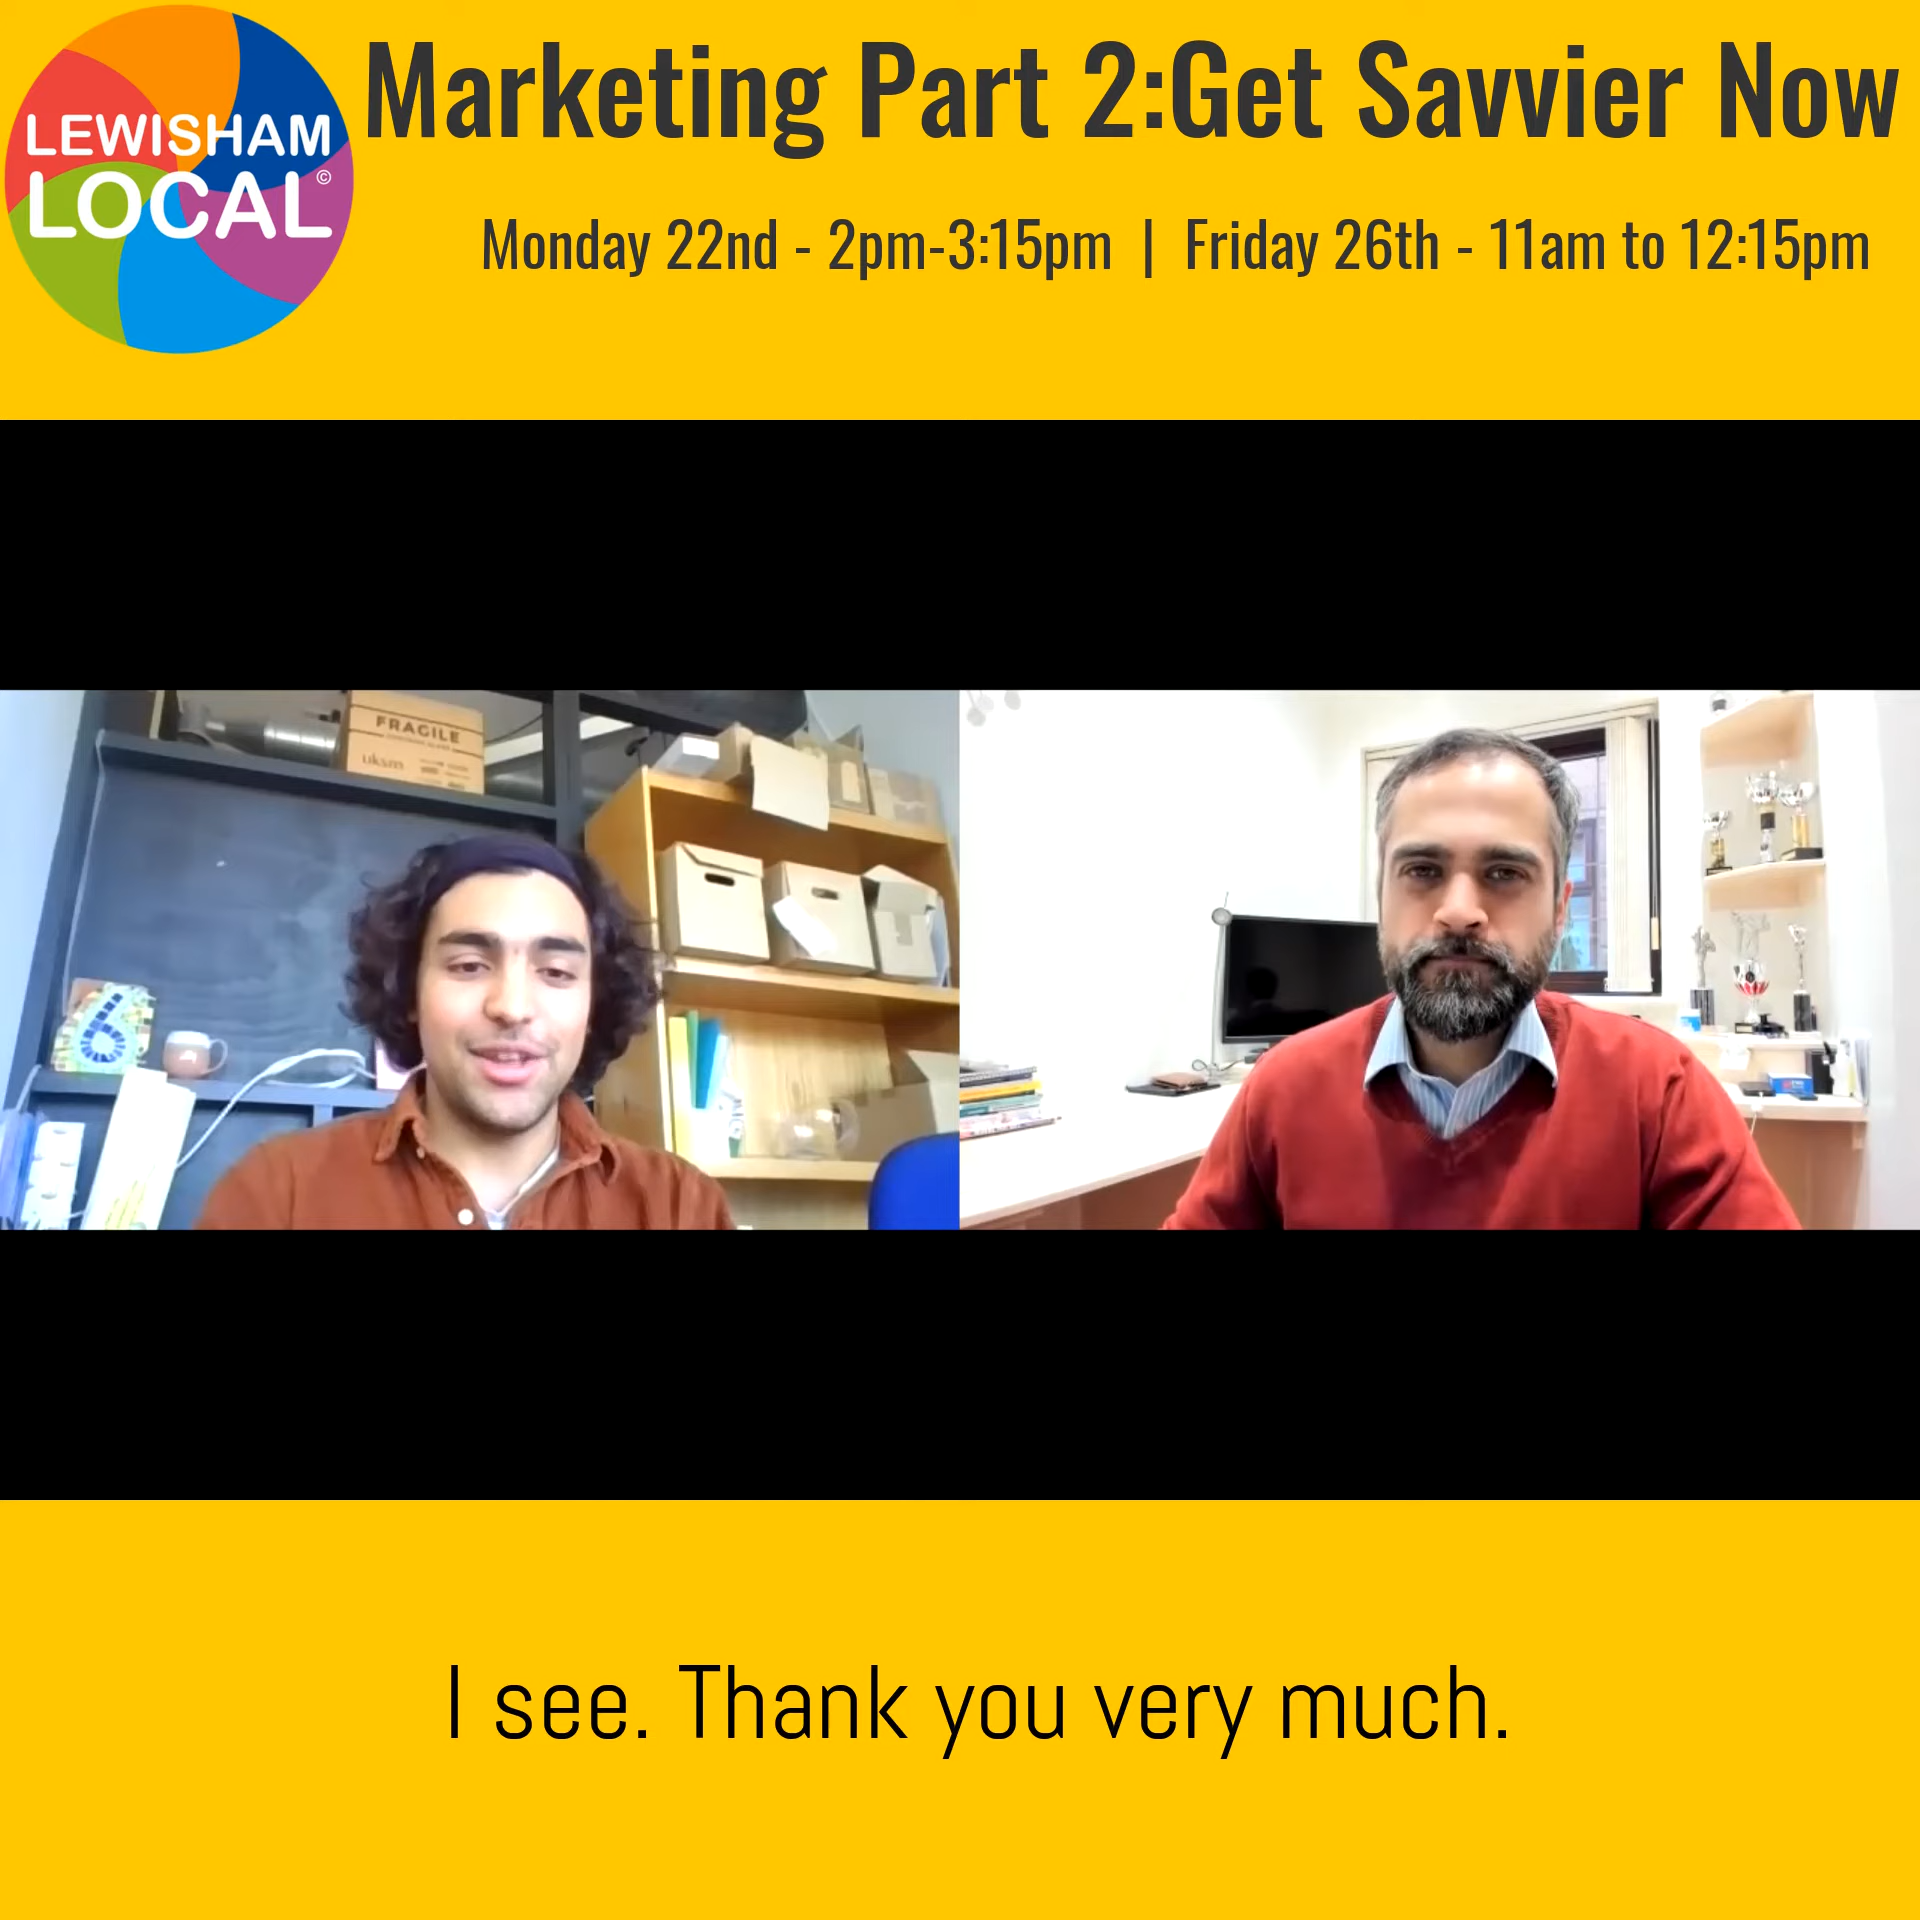 LEWISHAM
LOCAL©
Marketing Part 2:Get Savvier Now
Monday 22nd - 2pm-3:15pm | Friday 26th - 11am to 12:15pm
FRAGILE
uksm
I see. Thank you very much.